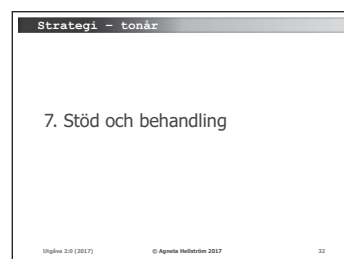 Strategi – tonår
7. Stöd och behandling
Utgåva 2:0 (2017) © Agneta Hellström 2017 32